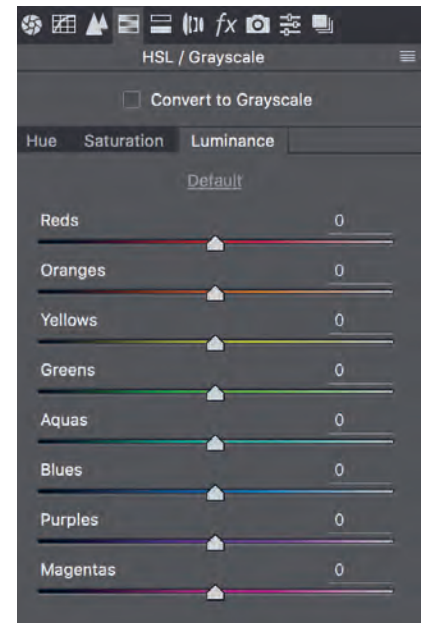 fx
HSL / Grayscale
Convert to Grayscale
Hue Saturation Luminance
Default
Reds 0
Oranges 0
Yellows 0
Greens 0
Aquas 0
Blues 0
Purples 0
Magentas 0